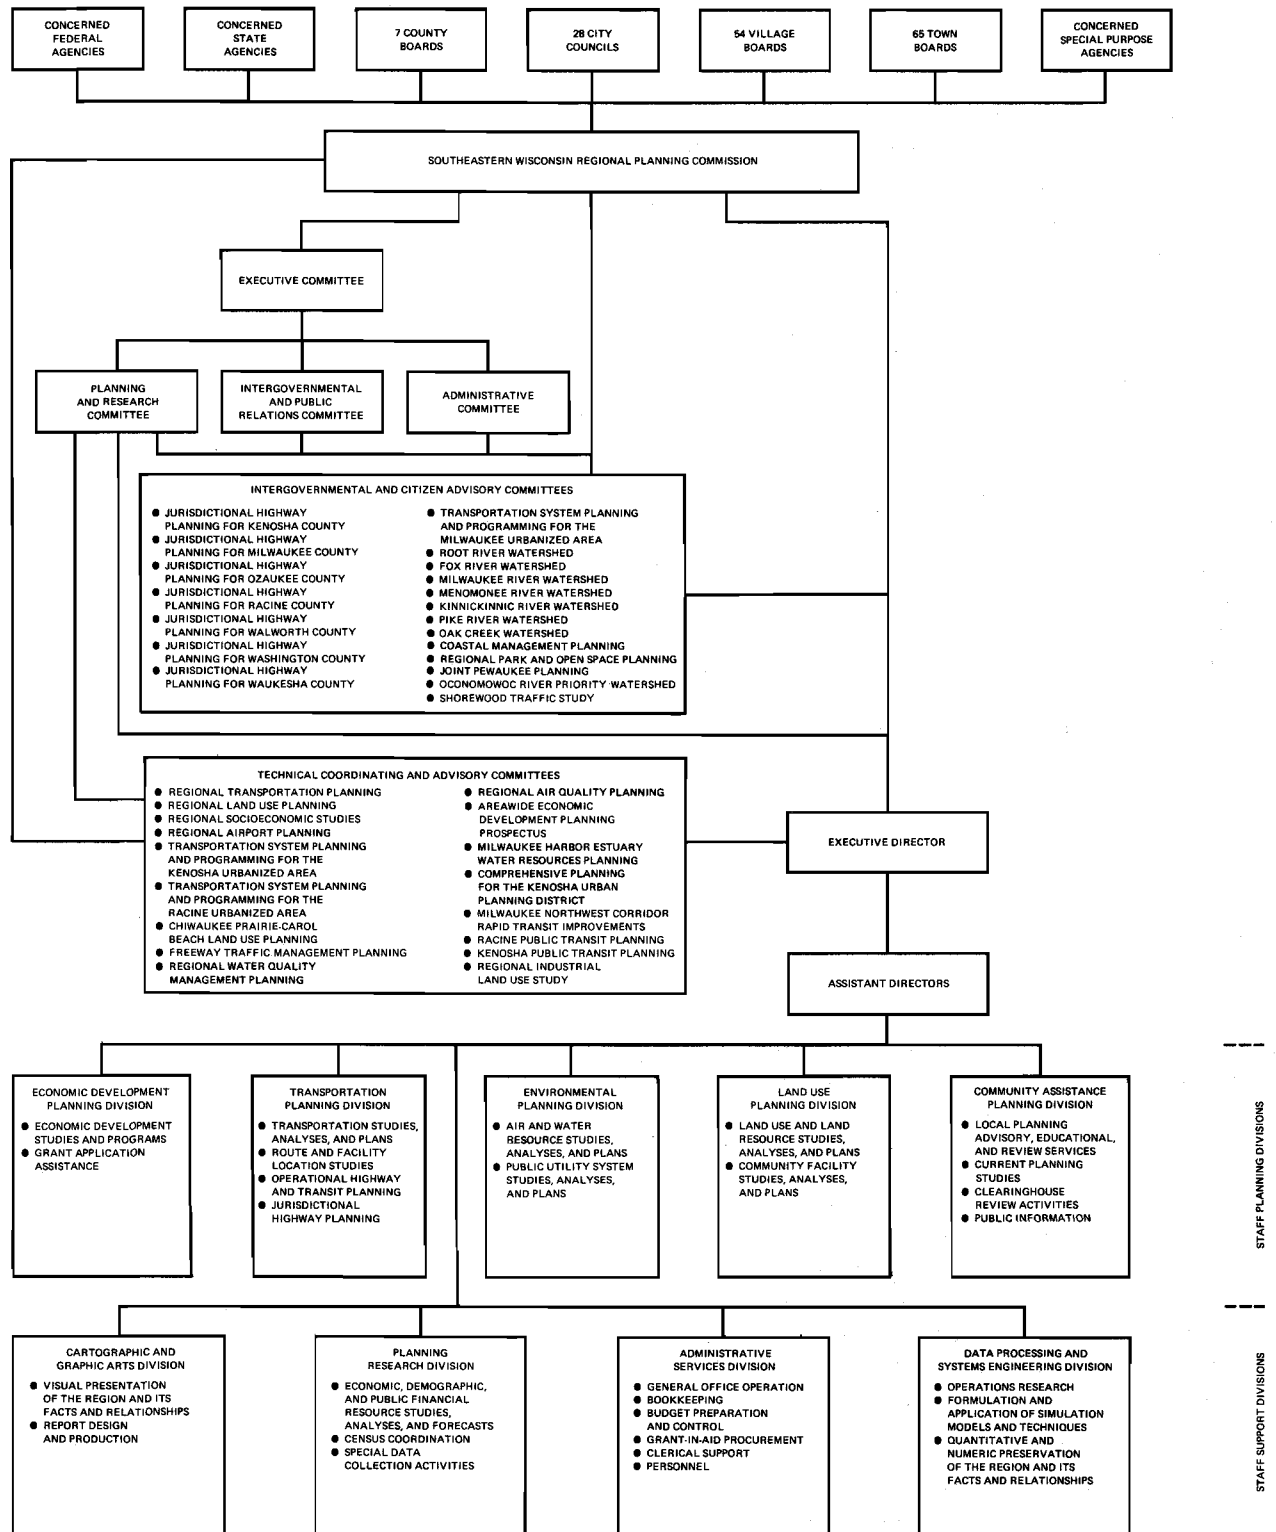 CONCERNED
FEDERAL
AGENCIES
CONCERNED
STATE
AGENCIES
7 COUNTY
BOARDS
28 CITY
COUNCILS
54 VILLAGE
BOARDS
65 TOWN
BOARDS
CONCERNED
SPECIAL PURPOSE
AGENCIES
SOUTHEASTERN WISCONSIN REGIONAL PLANNING COMMISSION
EXECUTIVE COMMITTEE
PLANNING
AND RESEARCH
COMMITTEE
INTERGOVERNMENTAL
AND PUBLIC
RELATIONS COMMITTEE
ADMINISTRATIVE
COMMITTEE
INTERGOVERNMENTAL AND CITIZEN ADVISORY COMMITTEES
● JURISDICTIONAL HIGHWAY
PLANNING FOR KENOSHA COUNTY
● JURISDICTIONAL HIGHWAY
PLANNING FOR MILWAUKEE COUNTY
● JURISDICTIONAL HIGHWAY
PLANNING FOR OZAUKEE COUNTY
● JURISDICTIONAL HIGHWAY
PLANNING FOR RACINE COUNTY
● JURISDICTIONAL HIGHWAY
PLANNING FOR WALWORTH COUNTY
● JURISDICTIONAL HIGHWAY
PLANNING FOR WASHINGTON COUNTY
● JURISDICTIONAL HIGHWAY
PLANNING FOR WAUKESHA COUNTY
● TRANSPORTATION SYSTEM PLANNING
AND PROGRAMMING FOR THE
MILWAUKEE URBANIZED AREA
● ROOT RIVER WATERSHED
● FOX RIVER WATERSHED
● MILWAUKEE RIVER WATERSHED
● MENOMONEE RIVER WATERSHED
● KINNICKINNIC RIVER WATERSHED
● PIKE RIVER WATERSHED
● OAK CREEK WATERSHED
● COASTAL MANAGEMENT PLANNING
● REGIONAL PARK AND OPEN SPACE PLANNING
● JOINT PEWAUKEE PLANNING
● OCONOMOWOC RIVER PRIORITY WATERSHED
● SHOREWOOD TRAFFIC STUDY
TECHNICAL COORDINATING AND ADVISORY COMMITTEES
● REGIONAL TRANSPORTATION PLANNING
● REGIONAL LAND USE PLANNING
● REGIONAL SOCIOECONOMIC STUDIES
● REGIONAL AIRPORT PLANNING
● TRANSPORTATION SYSTEM PLANNING
AND PROGRAMMING FOR THE
KENOSHA URBANIZED AREA
● TRANSPORTATION SYSTEM PLANNING
AND PROGRAMMING FOR THE
RACINE URBANIZED AREA
● CHIWAUKEE PRAIRIE-CAROL
BEACH LAND USE PLANNING
● FREEWAY TRAFFIC MANAGEMENT PLANNING
● REGIONAL WATER QUALITY
MANAGEMENT PLANNING
● REGIONAL AIR QUALITY PLANNING
● AREAWIDE ECONOMIC
DEVELOPMENT PLANNING
PROSPECTUS
● MILWAUKEE HARBOR ESTUARY
WATER RESOURCES PLANNING
● COMPREHENSIVE PLANNING
FOR THE KENOSHA URBAN
PLANNING DISTRICT
● MILWAUKEE NORTHWEST CORRIDOR
RAPID TRANSIT IMPROVEMENTS
● RACINE PUBLIC TRANSIT PLANNING
● KENOSHA PUBLIC TRANSIT PLANNING
● REGIONAL INDUSTRIAL
LAND USE STUDY
EXECUTIVE DIRECTOR
ASSISTANT DIRECTORS
ECONOMIC DEVELOPMENT
PLANNING DIVISION
● ECONOMIC DEVELOPMENT
STUDIES AND PROGRAMS
● GRANT APPLICATION
ASSISTANCE
TRANSPORTATION
PLANNING DIVISION
● TRANSPORTATION STUDIES,
ANALYSES, AND PLANS
● ROUTE AND FACILITY
LOCATION STUDIES
● OPERATIONAL HIGHWAY
AND TRANSIT PLANNING
● JURISDICTIONAL
HIGHWAY PLANNING
ENVIRONMENTAL
PLANNING DIVISION
● AIR AND WATER
RESOURCE STUDIES,
ANALYSES, AND PLANS
● PUBLIC UTILITY SYSTEM
STUDIES, ANALYSES,
AND PLANS
LAND USE
PLANNING DIVISION
● LAND USE AND LAND
RESOURCE STUDIES,
ANALYSES, AND PLANS
● COMMUNITY FACILITY
STUDIES, ANALYSES,
AND PLANS
COMMUNITY ASSISTANCE
PLANNING DIVISION
● LOCAL PLANNING
ADVISORY, EDUCATIONAL,
AND REVIEW SERVICES
● CURRENT PLANNING
STUDIES
● CLEARINGHOUSE
REVIEW ACTIVITIES
● PUBLIC INFORMATION
STAFF PLANNING DIVISIONS
CARTOGRAPHIC AND
GRAPHIC ARTS DIVISION
● VISUAL PRESENTATION
OF THE REGION AND ITS
FACTS AND RELATIONSHIPS
● REPORT DESIGN
AND PRODUCTION
PLANNING
RESEARCH DIVISION
● ECONOMIC, DEMOGRAPHIC,
AND PUBLIC FINANCIAL
RESOURCE STUDIES,
ANALYSES, AND FORECASTS
● CENSUS COORDINATION
● SPECIAL DATA
COLLECTION ACTIVITIES
ADMINISTRATIVE
SERVICES DIVISION
● GENERAL OFFICE OPERATION
● BOOKKEEPING
● BUDGET PREPARATION
AND CONTROL
● GRANT-IN-AID PROCUREMENT
● CLERICAL SUPPORT
● PERSONNEL
DATA PROCESSING AND
SYSTEMS ENGINEERING DIVISION
● OPERATIONS RESEARCH
● FORMULATION AND
APPLICATION OF SIMULATION
MODELS AND TECHNIQUES
● QUANTITATIVE AND
NUMERIC PRESERVATION
OF THE REGION AND ITS
FACTS AND RELATIONSHIPS
STAFF SUPPORT DIVISIONS